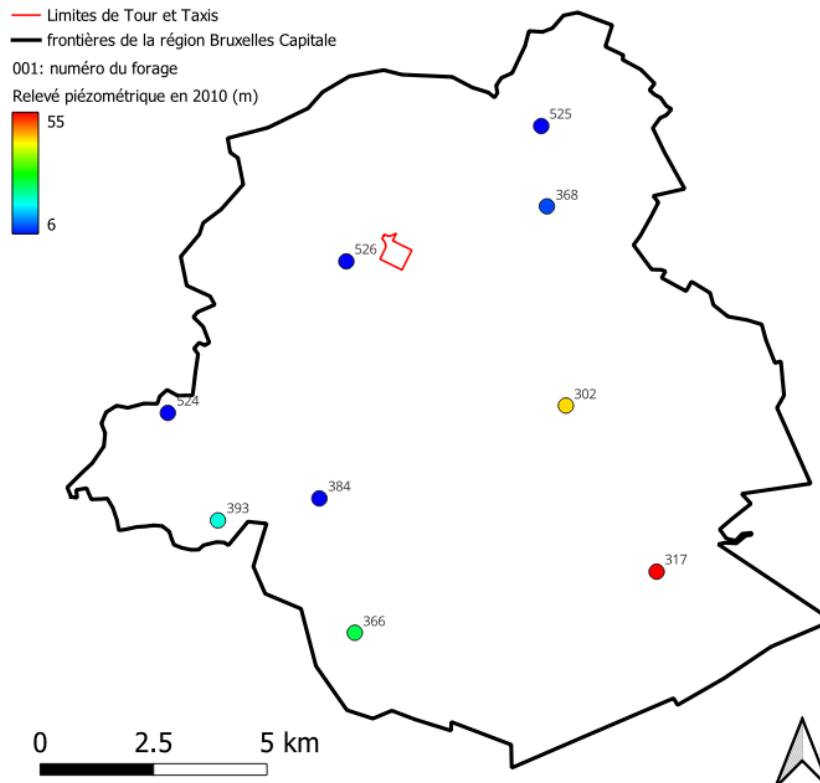 Limites de Tour et Taxis
frontières de la région Bruxelles Capitale
001: numéro du forage
Relevé piézométrique en 2010 (m)
55
6
525
368
526
302
524
384
393
317
366
0 2.5 5 km